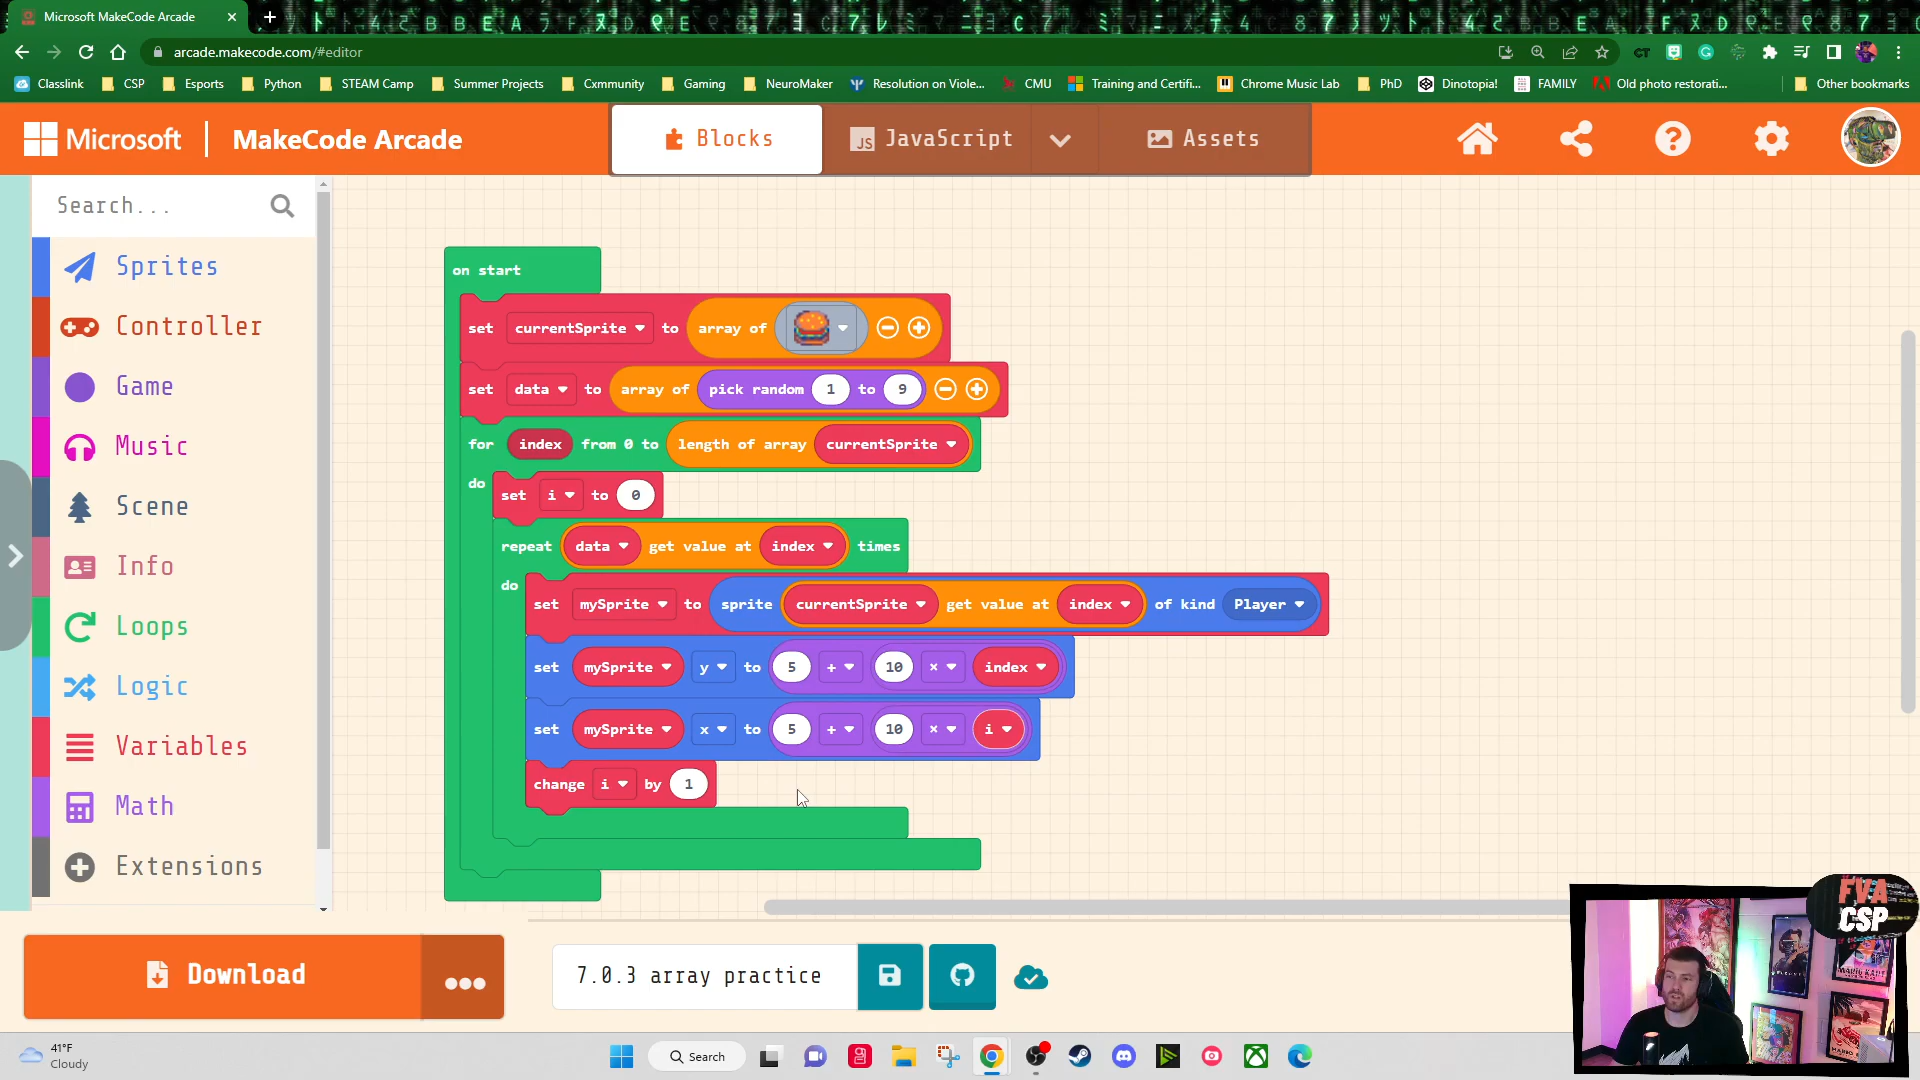 Microsoft MakeCode Arcade
arcade.makecode.com/#editor
Classlink CSP Esports Python STEAM Camp Summer Projects Cxmmunity Gaming NeuroMaker Resolution on Viole... CMU Training and Certifi... Chrome Music Lab PhD Dinotopia! FAMILY Old photo restorati... Other bookmarks
Microsoft MakeCode Arcade Blocks JavaScript Assets
Search...
Sprites
Controller
Game
Music
Scene
Info
Loops
Logic
Variables
Math
Extensions
on start
set currentSprite to array of
set data to array of pick random 1 to 9
for index from 0 to length of array currentSprite
do set i to 0
repeat data get value at index times
do set mySprite to sprite currentSprite get value at index of kind Player
set mySprite y to 5 + 10 × index
set mySprite x to 5 + 10 × i
change i by 1
Download ••• 7.0.3 array practice
FVA
CSP
41°F
Cloudy
Search